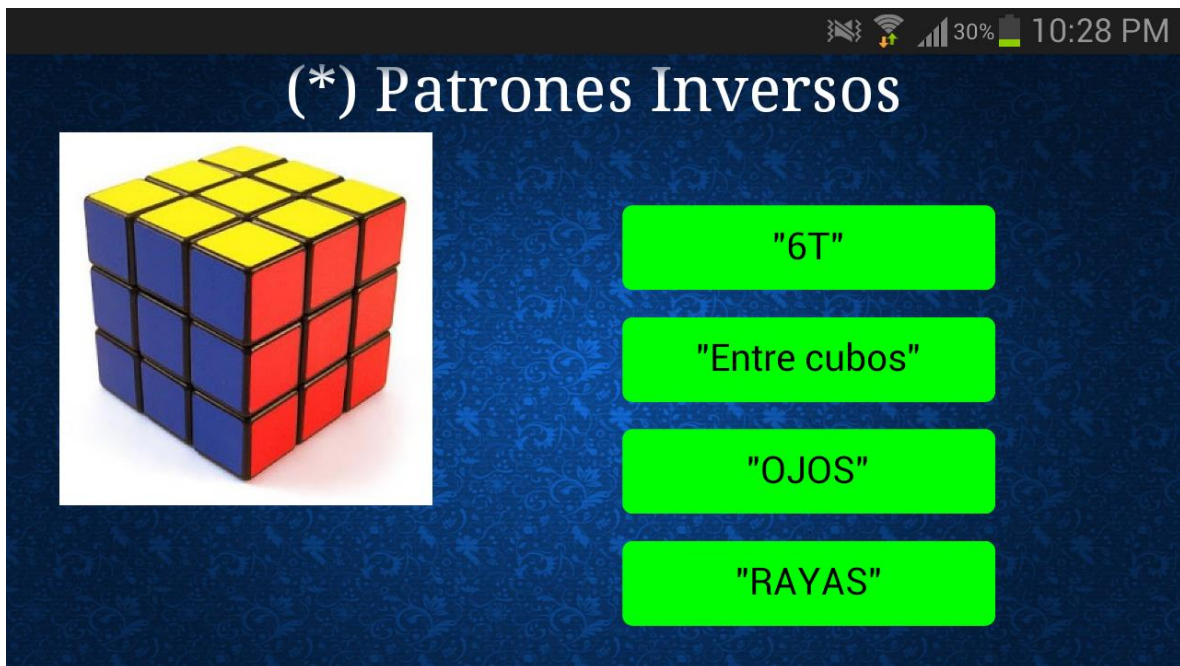 30% 10:28 PM
(*) Patrones Inversos
"6T"
"Entre cubos"
"OJOS"
"RAYAS"